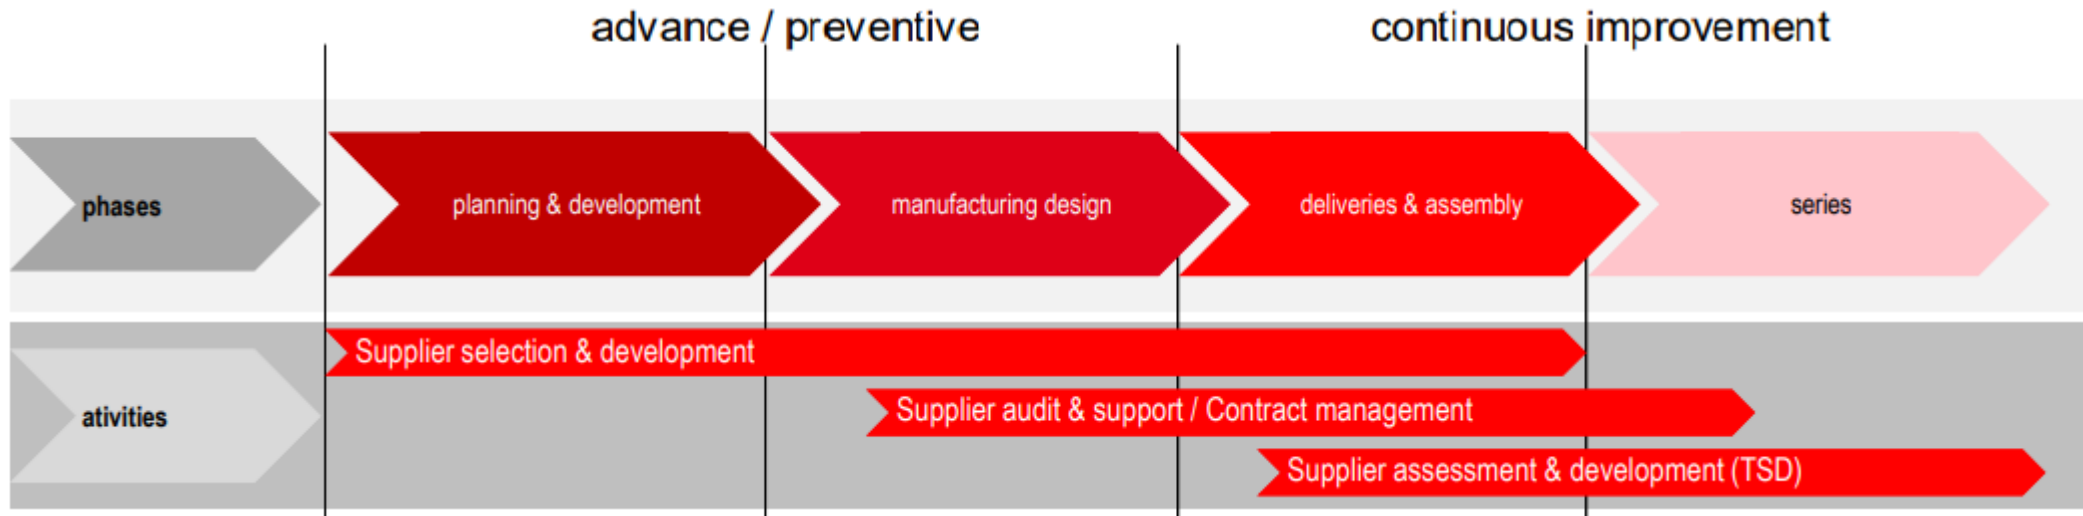 advance / preventive
continuous improvement
phases
planning & development
manufacturing design
deliveries & assembly
series
ativities
Supplier selection & development
Supplier audit & support / Contract management
Supplier assessment & development (TSD)